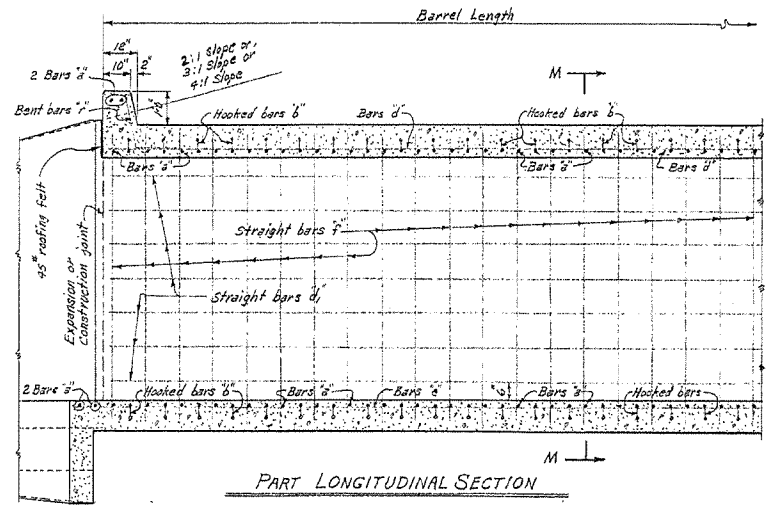 Barrel Length
12"
10"
2"
2:1 slope or
3:1 slope or
4:1 slope
M
2 Bars "a"
Bent bars "r"
Hooked bars "b"
Bars "d"
Hooked bars "b"
Bars "a"
Bars "a"
Bars "d"
45# roofing felt
Expansion or
Construction joint
Straight bars "f"
Straight bars "d,"
2 Bars "a"
Hooked bars "b"
Bars "a"
Bars "e"
Bars "a"
Hooked bars
M
PART LONGITUDINAL SECTION